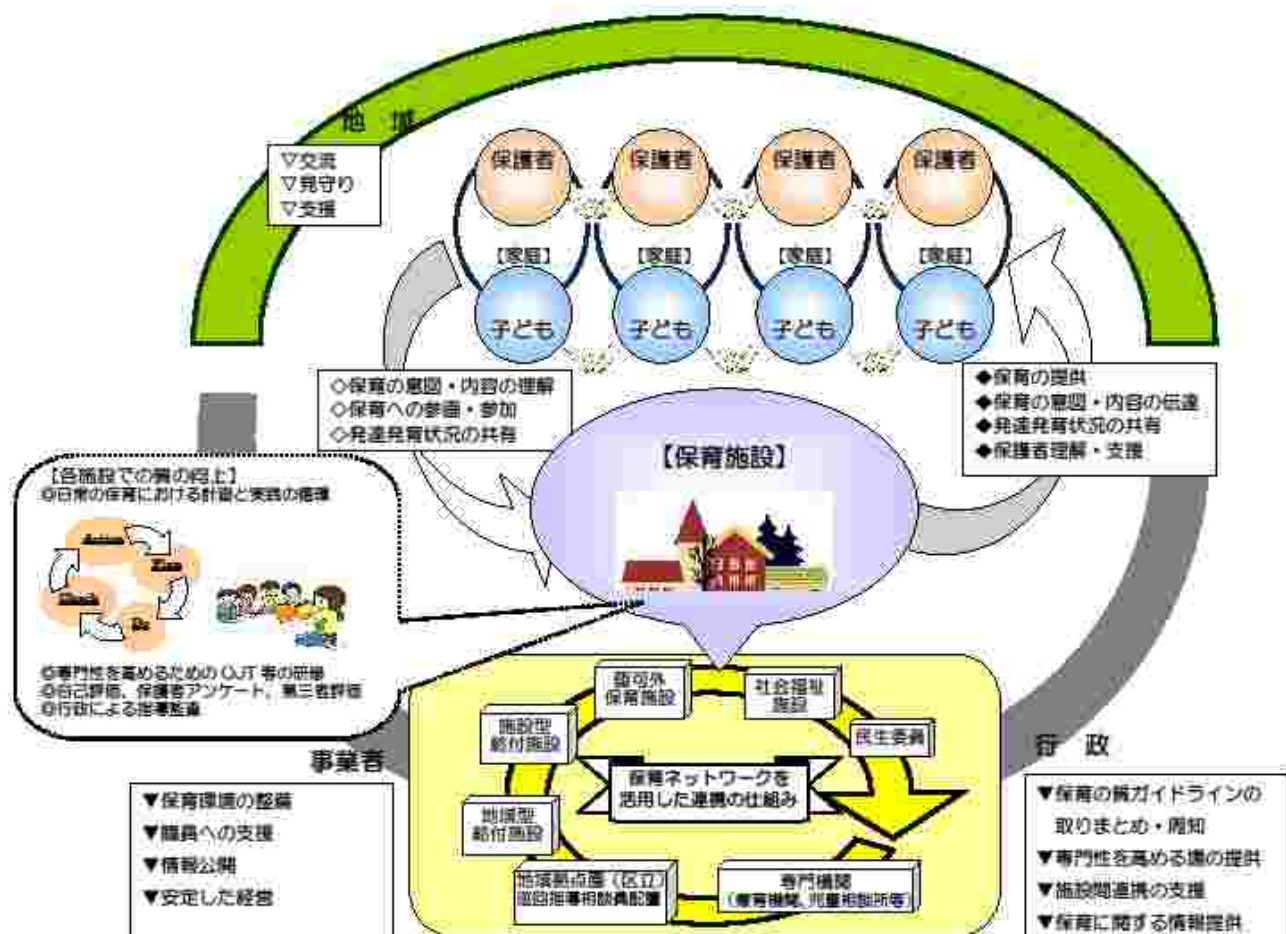 地 域
▽交流
▽見守り
▽支援
保護者
保護者
保護者
保護者
【家庭】
【家庭】
【家庭】
【家庭】
子ども
子ども
子ども
子ども
◇保育の意図・内容の理解
◇保育への参画・参加
◇発達発育状況の共有
◆保育の提供
◆保育の意図・内容の伝達
◆発達発育状況の共有
◆保護者理解・支援
【保育施設】
【各施設での質の向上】
◎日常の保育における計画と実践の循環
Action
Plan
Check
Do
◎専門性を高めるためのOJT等の研修
◎自己評価、保護者アンケート、第三者評価
◎行政による指導監査
事業者
▼保育環境の整備
▼職員への支援
▼情報公開
▼安定した経営
認可外
保育施設
社会福祉
施設
施設型
給付施設
民生委員
保育ネットワークを
活用した連携の仕組み
地域型
給付施設
地域拠点園(区立)
巡回指導相談員配置
専門機関
(療育機関、児童相談所等)
行 政
▼保育の質ガイドラインの
取りまとめ・周知
▼専門性を高める場の提供
▼施設間連携の支援
▼保育に関する情報提供